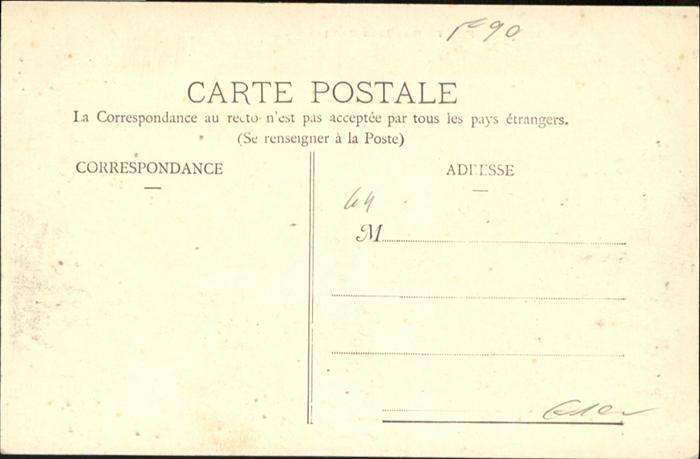 CARTE POSTALE
La Correspondance au recto n'est pas acceptée par tous les pays étrangers.
(Se renseigner à la Poste)
CORRESPONDANCE
ADRESSE
64
M